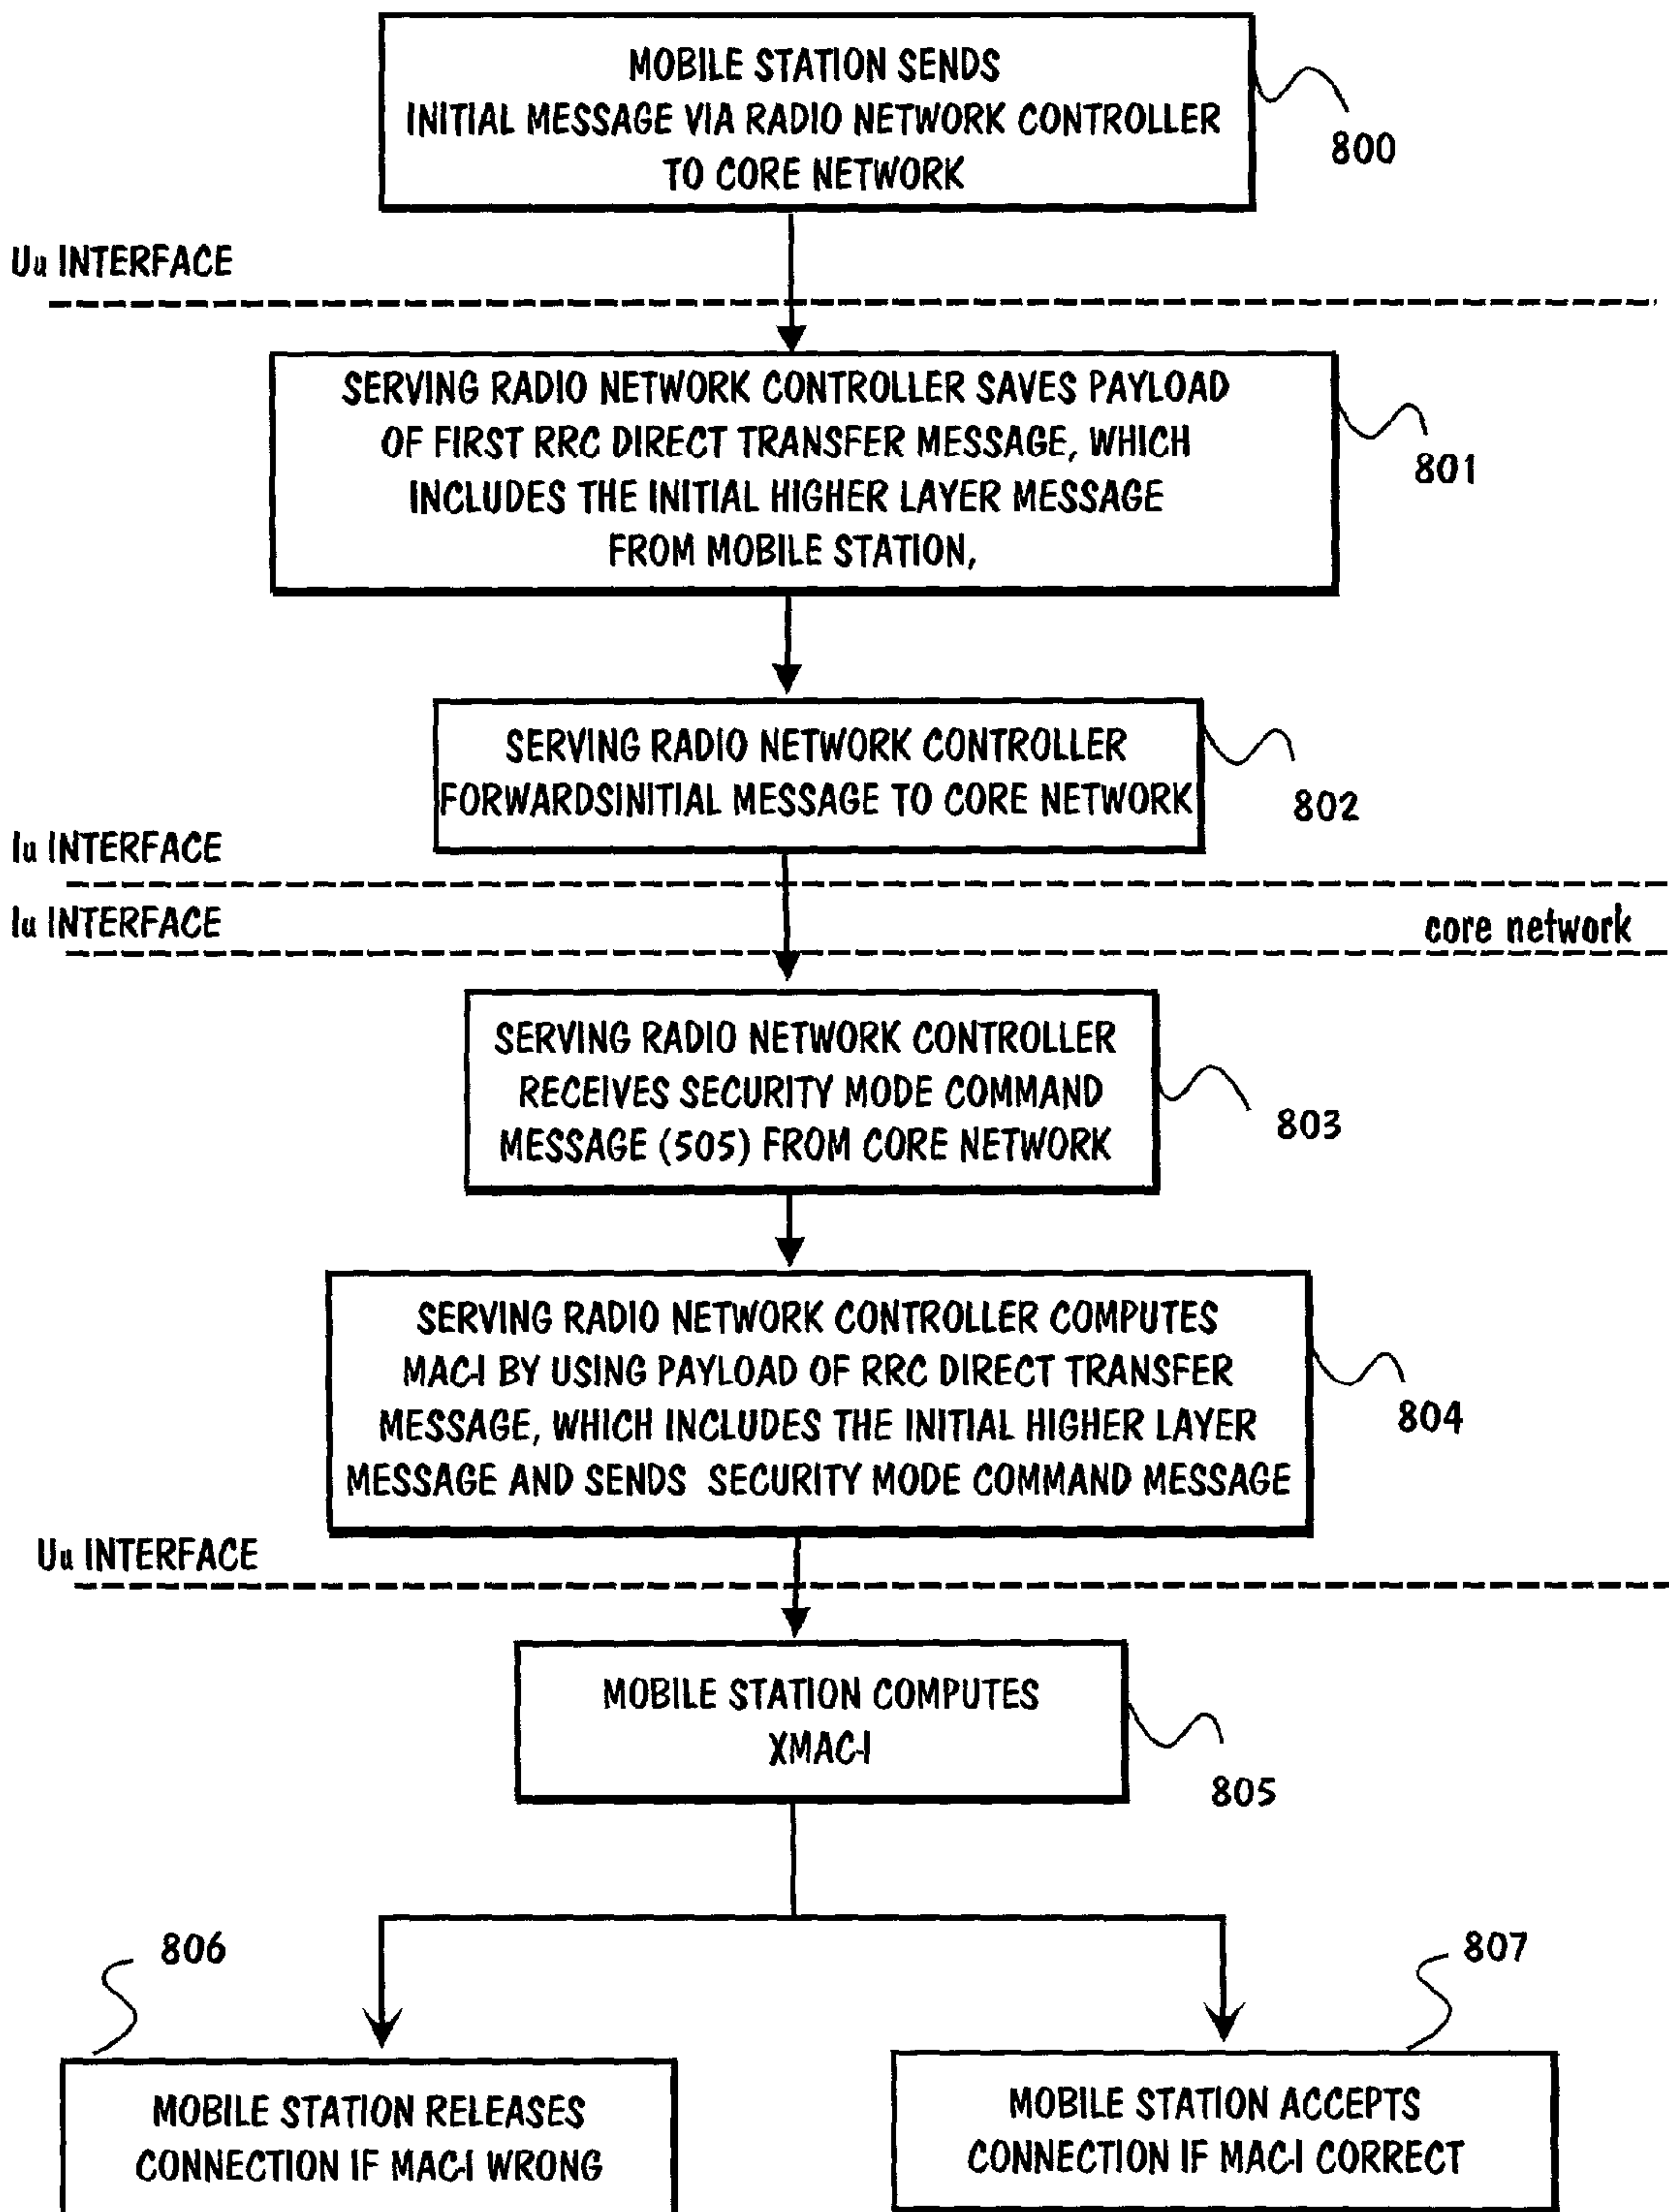 MOBILE STATION SENDS
INITIAL MESSAGE VIA RADIO NETWORK CONTROLLER
TO CORE NETWORK
800
Uu INTERFACE
SERVING RADIO NETWORK CONTROLLER SAVES PAYLOAD
OF FIRST RRC DIRECT TRANSFER MESSAGE, WHICH
INCLUDES THE INITIAL HIGHER LAYER MESSAGE
FROM MOBILE STATION,
801
SERVING RADIO NETWORK CONTROLLER
FORWARDSINITIAL MESSAGE TO CORE NETWORK
802
Iu INTERFACE
Iu INTERFACE
core network
SERVING RADIO NETWORK CONTROLLER
RECEIVES SECURITY MODE COMMAND
MESSAGE (505) FROM CORE NETWORK
803
SERVING RADIO NETWORK CONTROLLER COMPUTES
MAC-I BY USING PAYLOAD OF RRC DIRECT TRANSFER
MESSAGE, WHICH INCLUDES THE INITIAL HIGHER LAYER
MESSAGE AND SENDS SECURITY MODE COMMAND MESSAGE
804
Uu INTERFACE
MOBILE STATION COMPUTES
XMAC-I
805
806
807
MOBILE STATION RELEASES
CONNECTION IF MAC-I WRONG
MOBILE STATION ACCEPTS
CONNECTION IF MAC-I CORRECT